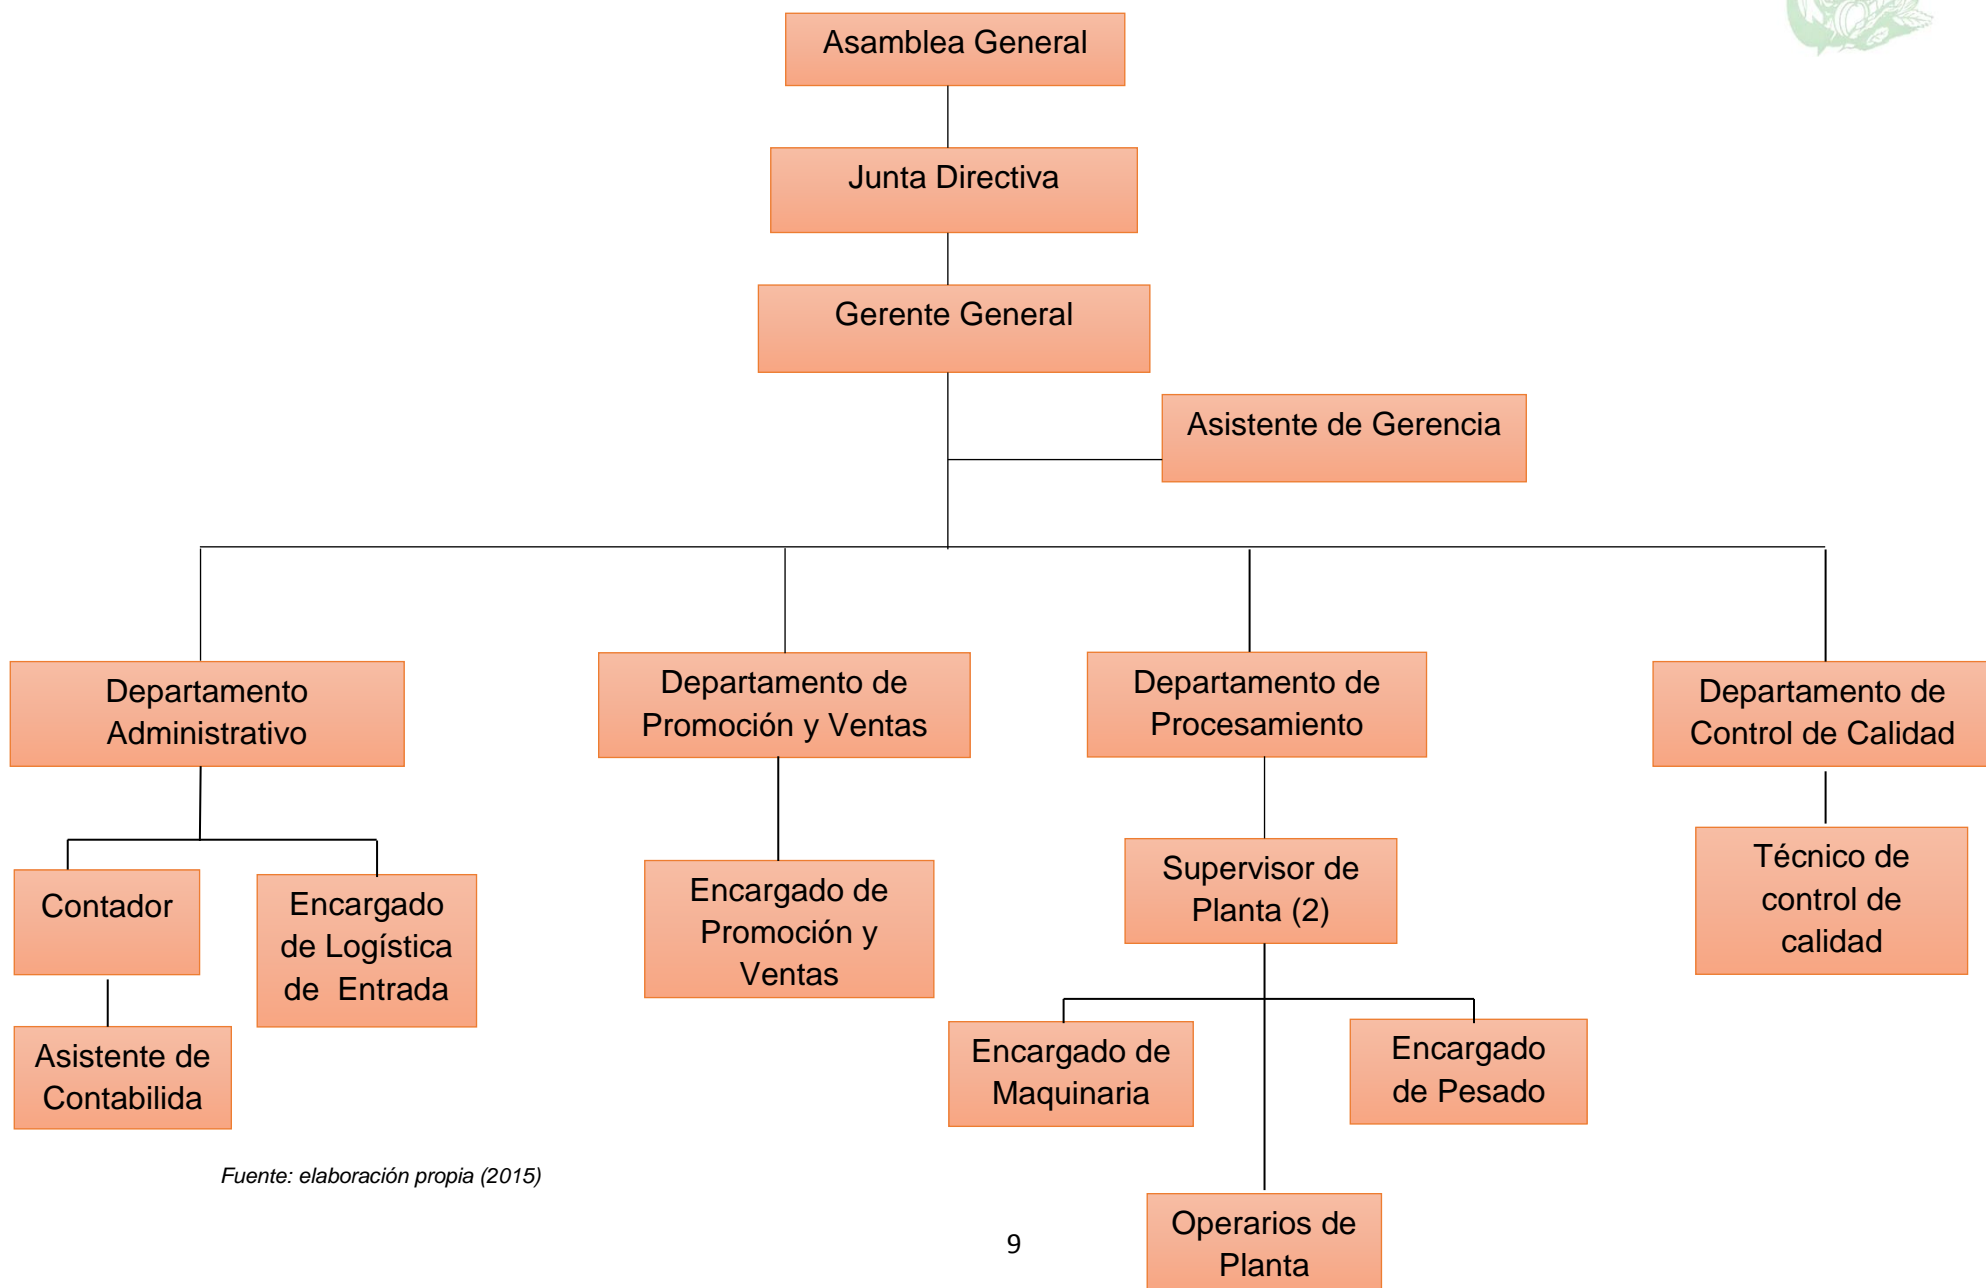 Asamblea General
Junta Directiva
Gerente General
Asistente de Gerencia
Departamento
Administrativo
Departamento de
Promoción y Ventas
Departamento de
Procesamiento
Departamento de
Control de Calidad
Contador
Encargado
de Logística
de Entrada
Asistente de
Contabilida
Encargado de
Promoción y
Ventas
Supervisor de
Planta (2)
Encargado de
Maquinaria
Encargado
de Pesado
Operarios de
Planta
Técnico de
control de
calidad
Fuente: elaboración propia (2015)
9